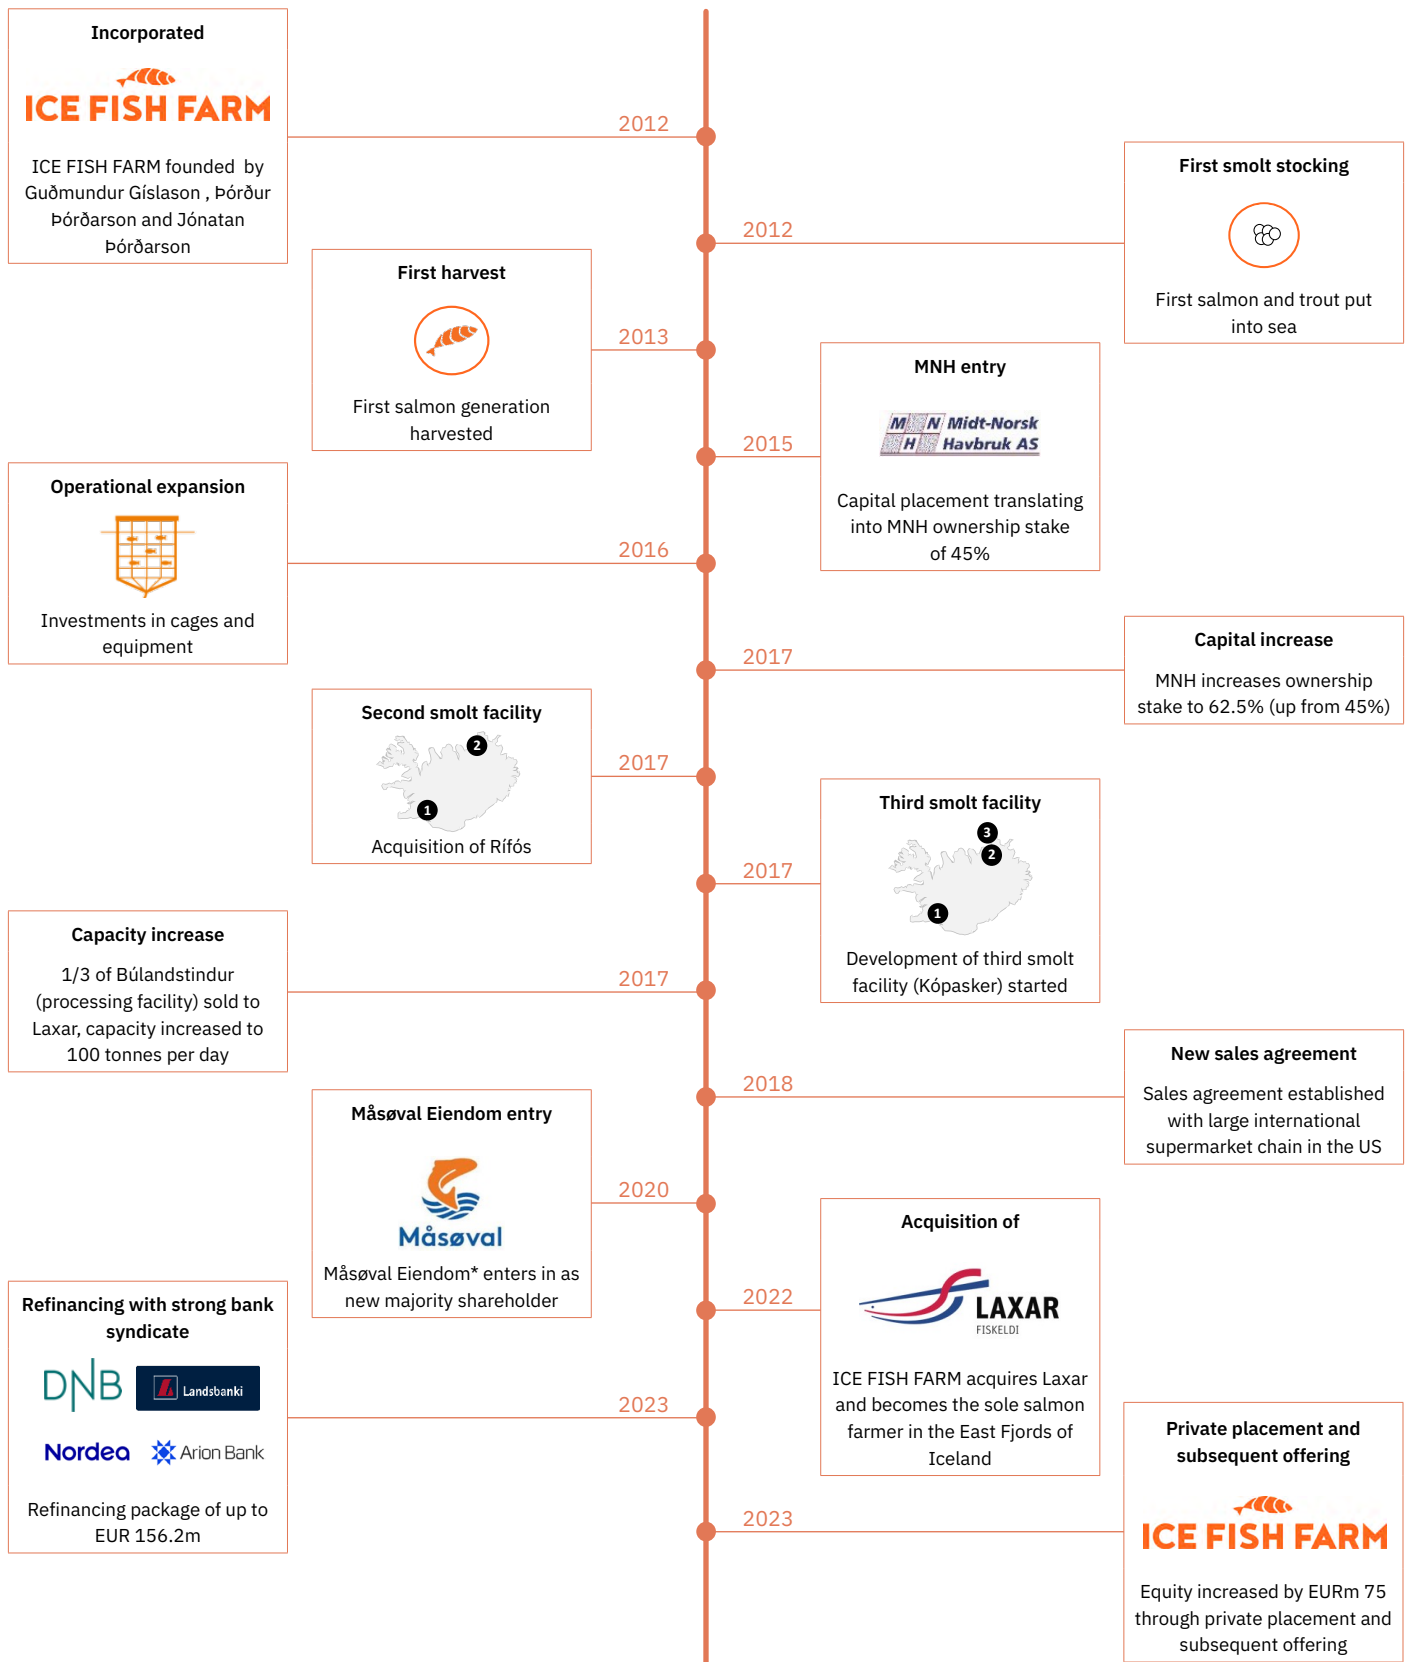 Incorporated
ICE FISH FARM
ICE FISH FARM founded by
Guðmundur Gíslason , Þórður
Þórðarson and Jónatan
Þórðarson
2012
First smolt stocking
First salmon and trout put
into sea
2012
First harvest
First salmon generation
harvested
2013
MNH entry
M N H Midt-Norsk
Havbruk AS
Capital placement translating
into MNH ownership stake
of 45%
2015
Operational expansion
Investments in cages and
equipment
2016
Capital increase
MNH increases ownership
stake to 62.5% (up from 45%)
2017
Second smolt facility
2
1
Acquisition of Rífós
2017
Third smolt facility
3
2
1
Development of third smolt
facility (Kópasker) started
2017
Capacity increase
1/3 of Búlandstindur
(processing facility) sold to
Laxar, capacity increased to
100 tonnes per day
2017
New sales agreement
Sales agreement established
with large international
supermarket chain in the US
2018
Måsøval Eiendom entry
Måsøval
Måsøval Eiendom* enters in as
new majority shareholder
2020
Acquisition of
LAXAR
FISKELDI
ICE FISH FARM acquires Laxar
and becomes the sole salmon
farmer in the East Fjords of
Iceland
2022
Refinancing with strong bank
syndicate
DNB Landsbanki
Nordea Arion Bank
Refinancing package of up to
EUR 156.2m
2023
Private placement and
subsequent offering
ICE FISH FARM
Equity increased by EURm 75
through private placement and
subsequent offering
2023